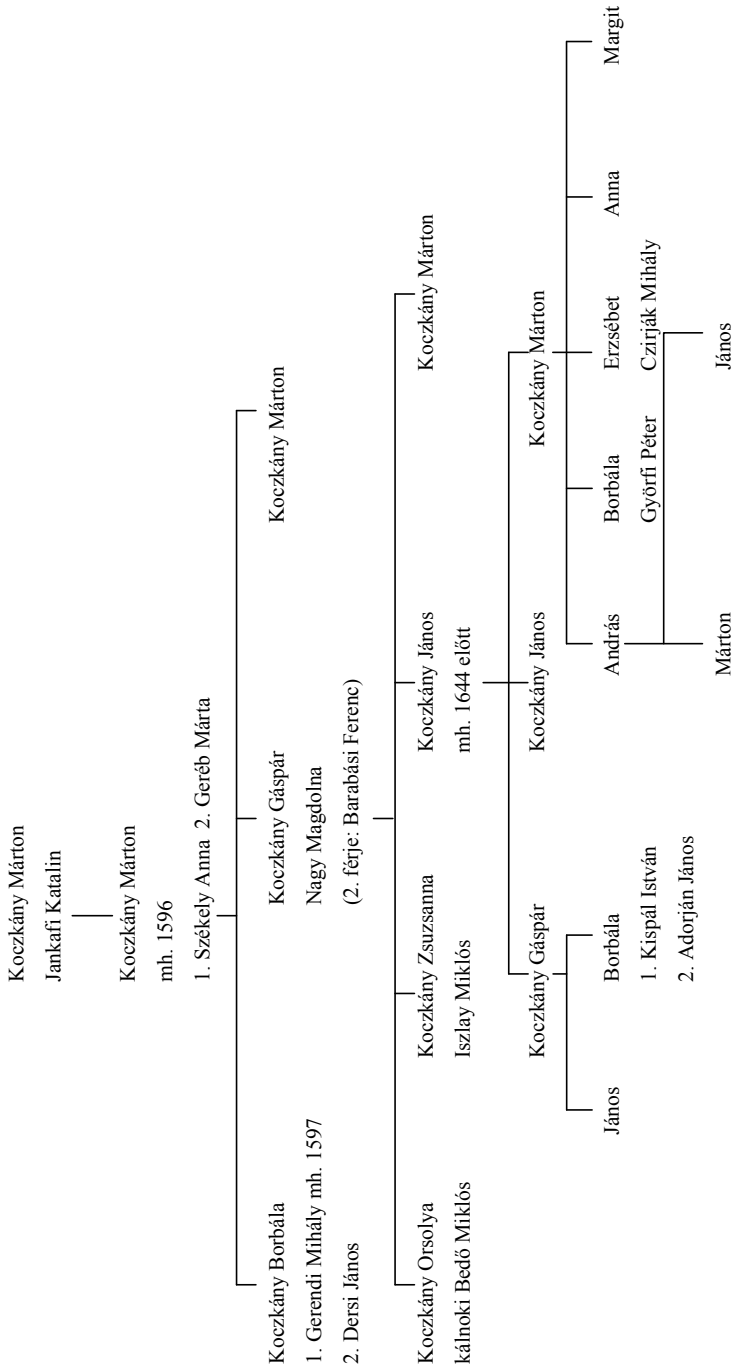 Koczkány Márton
Jankafi Katalin
Koczkány Márton
mh. 1596
1. Székely Anna 2. Geréb Márta
Koczkány Borbála
1. Gerendi Mihály mh. 1597
2. Dersi János
Koczkány Gáspár
Nagy Magdolna
(2. férje: Barabási Ferenc)
Koczkány Márton
Koczkány Orsolya
kálnoki Bedő Miklós
Koczkány Zsuzsanna
Iszlay Miklós
Koczkány János
mh. 1644 előtt
Koczkány Márton
Koczkány Gáspár
Koczkány János
Koczkány Márton
János
Borbála
1. Kispál István
2. Adorján János
András
Borbála
Györfi Péter
Erzsébet
Czirják Mihály
Anna
Margit
Márton
János